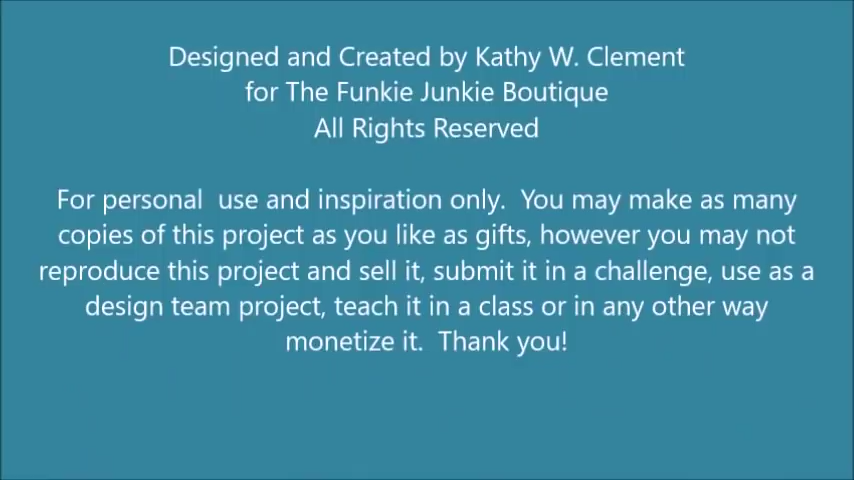 Designed and Created by Kathy W. Clement
for The Funkie Junkie Boutique
All Rights Reserved
For personal  use and inspiration only.  You may make as many
copies of this project as you like as gifts, however you may not
reproduce this project and sell it, submit it in a challenge, use as a
design team project, teach it in a class or in any other way
monetize it.  Thank you!